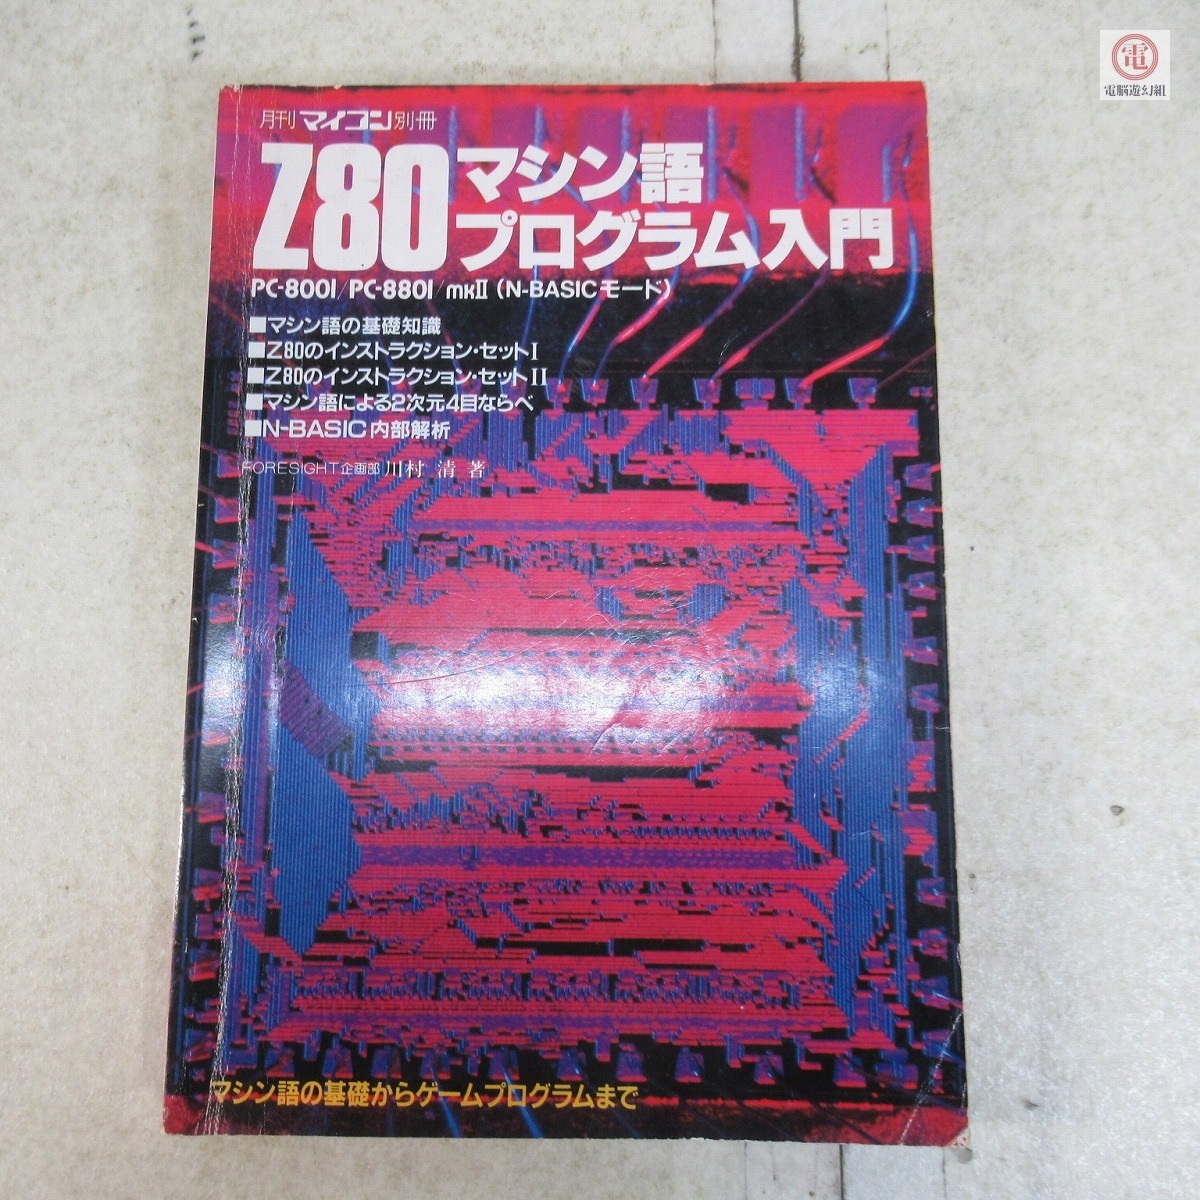 電
電脳遊幻組
月刊マイコン別冊
Z80マシン語
プログラム入門
PC-8001/PC-8801/mkII(N-BASICモード)
■マシン語の基礎知識
■Z80のインストラクション・セットI
■Z80のインストラクション・セットII
■マシン語による2次元4目ならべ
■N-BASIC内部解析
FORESIGHT企画部 川村 清 著
マシン語の基礎からゲームプログラムまで